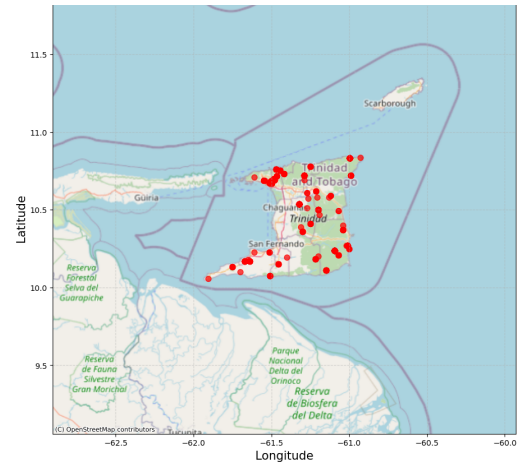 11.5
11.0
10.5
10.0
9.5
Latitude
Scarborough
Trinidad
and Tobago
Güiria
Chaguanas
Trinidad
San Fernando
Reserva
Forestal
Selva del
Guarapiche
Reserva
de Fauna
Silvestre
Gran Morichal
Parque
Nacional
Delta del
Orinoco
Reserva
de Biosfera
del Delta
Tucupita
(C) OpenStreetMap contributors
−62.5
−62.0
−61.5
−61.0
−60.5
−60.0
Longitude